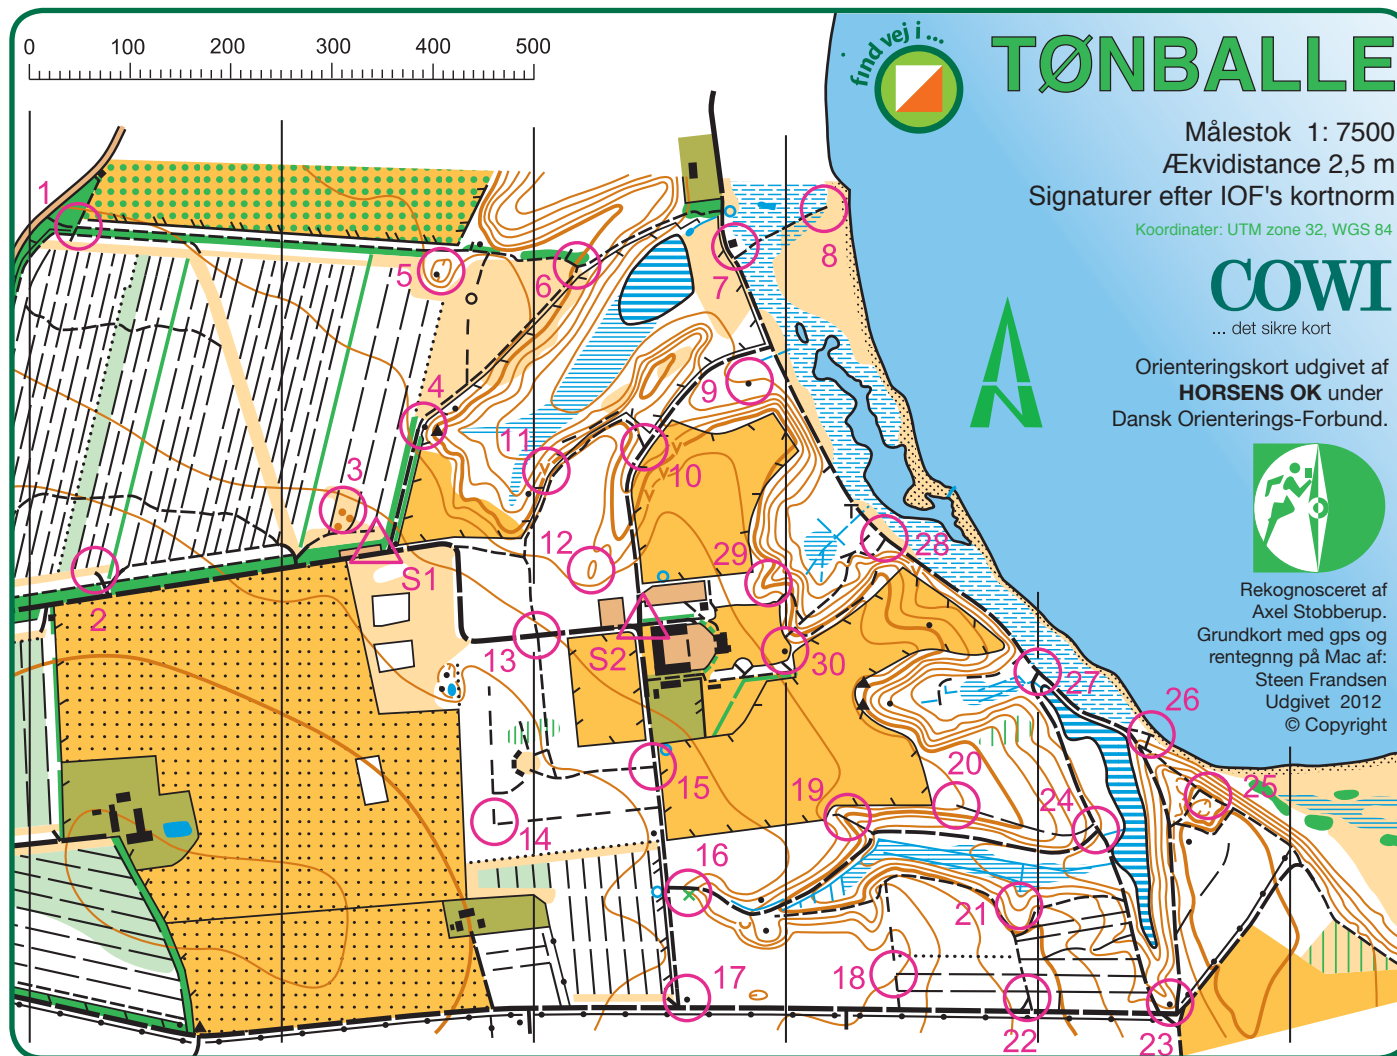 0 100 200 300 400 500
find vej i ...
TØNBALLE
Målestok 1: 7500
Ækvidistance 2,5 m
Signaturer efter IOF's kortnorm
Koordinater: UTM zone 32, WGS 84
COWI
... det sikre kort
Orienteringskort udgivet af
HORSENS OK under
Dansk Orienterings-Forbund.
Rekognosceret af
Axel Stobberup.
Grundkort med gps og
rentegnng på Mac af:
Steen Frandsen
Udgivet 2012
© Copyright
N
1
2
3
4
5
6
7
8
9
10
11
12
13
14
15
16
17
18
19
20
21
22
23
24
25
26
27
28
29
30
S1
S2